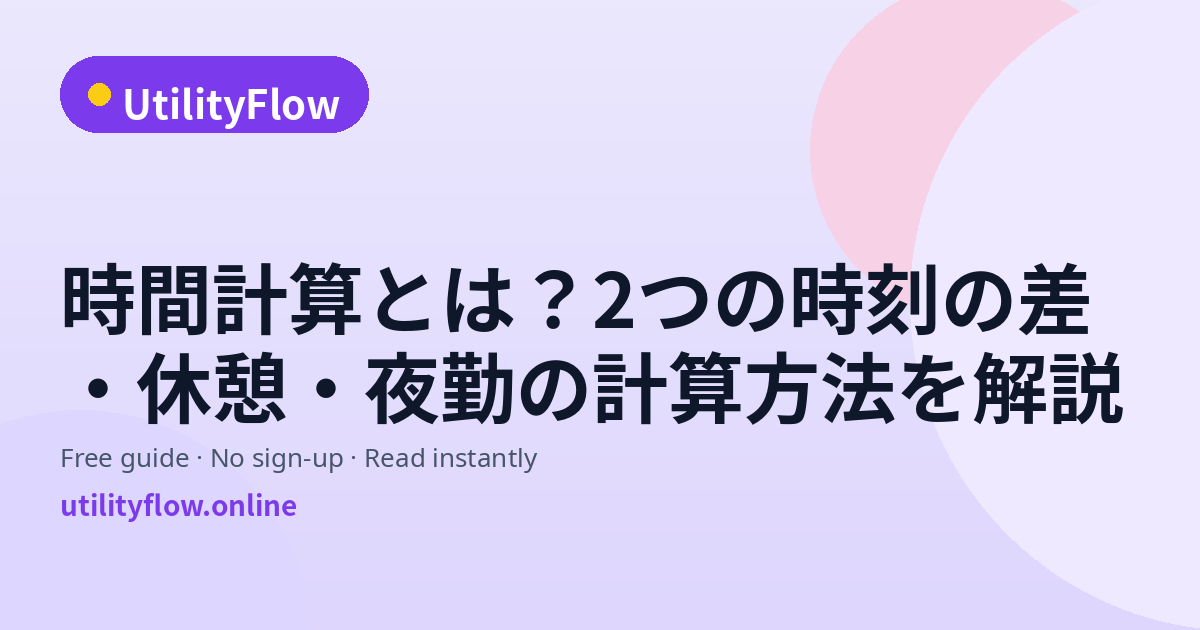 UtilityFlow
時間計算とは？2つの時刻の差
・休憩・夜勤の計算方法を解説
Free guide · No sign-up · Read instantly
utilityflow.online